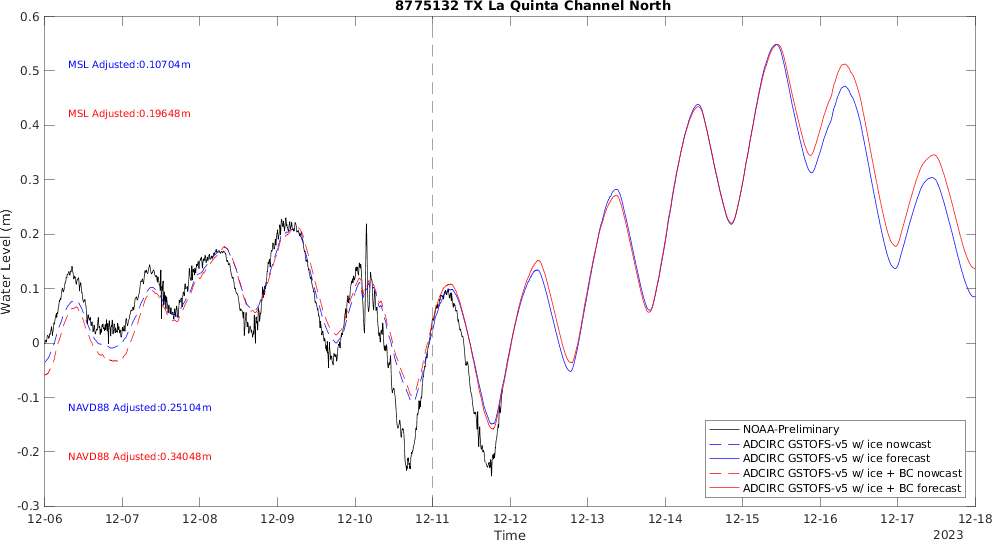 8775132 TX La Quinta Channel North
0.6
0.5
0.4
0.3
0.2
0.1
0
-0.1
-0.2
-0.3
Water Level (m)
MSL Adjusted:0.10704m
MSL Adjusted:0.19648m
NAVD88 Adjusted:0.25104m
NAVD88 Adjusted:0.34048m
NOAA-Preliminary
ADCIRC GSTOFS-v5 w/ ice nowcast
ADCIRC GSTOFS-v5 w/ ice forecast
ADCIRC GSTOFS-v5 w/ ice + BC nowcast
ADCIRC GSTOFS-v5 w/ ice + BC forecast
12-06 12-07 12-08 12-09 12-10 12-11 12-12 12-13 12-14 12-15 12-16 12-17 12-18
Time
2023